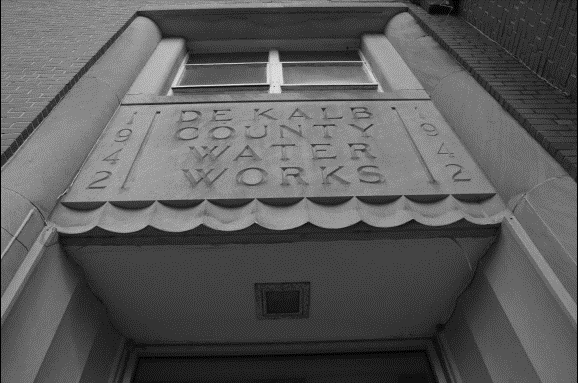 1942
DE KALB
COUNTY
WATER
WORKS
1942